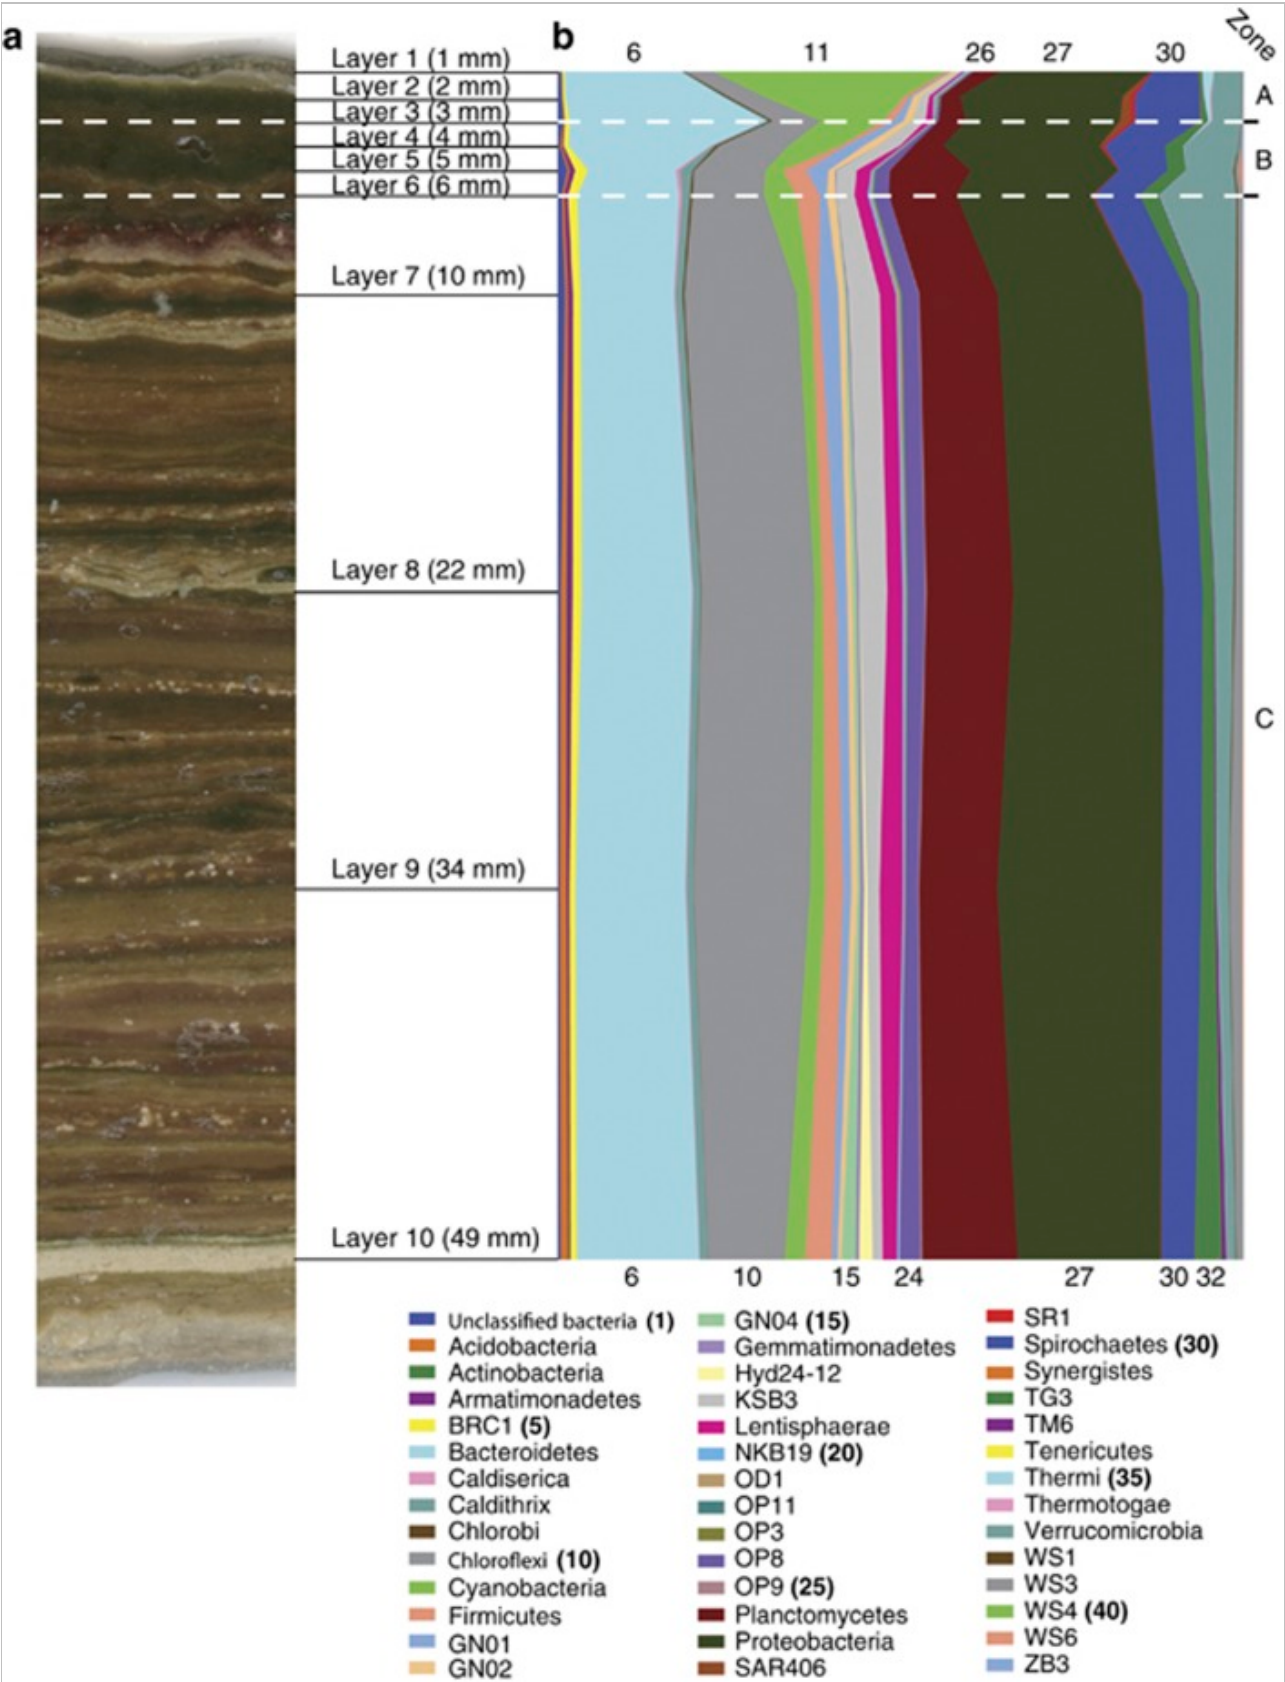 a
b
Zone
6 11 26 27 30
Layer 1 (1 mm)
Layer 2 (2 mm)
Layer 3 (3 mm)
Layer 4 (4 mm)
Layer 5 (5 mm)
Layer 6 (6 mm)
Layer 7 (10 mm)
Layer 8 (22 mm)
Layer 9 (34 mm)
Layer 10 (49 mm)
A
B
C
6 10 15 24 27 30 32
Unclassified bacteria (1)
Acidobacteria
Actinobacteria
Armatimonadetes
BRC1 (5)
Bacteroidetes
Caldiserica
Caldithrix
Chlorobi
Chloroflexi (10)
Cyanobacteria
Firmicutes
GN01
GN02
GN04 (15)
Gemmatimonadetes
Hyd24-12
KSB3
Lentisphaerae
NKB19 (20)
OD1
OP11
OP3
OP8
OP9 (25)
Planctomycetes
Proteobacteria
SAR406
SR1
Spirochaetes (30)
Synergistes
TG3
TM6
Tenericutes
Thermi (35)
Thermotogae
Verrucomicrobia
WS1
WS3
WS4 (40)
WS6
ZB3